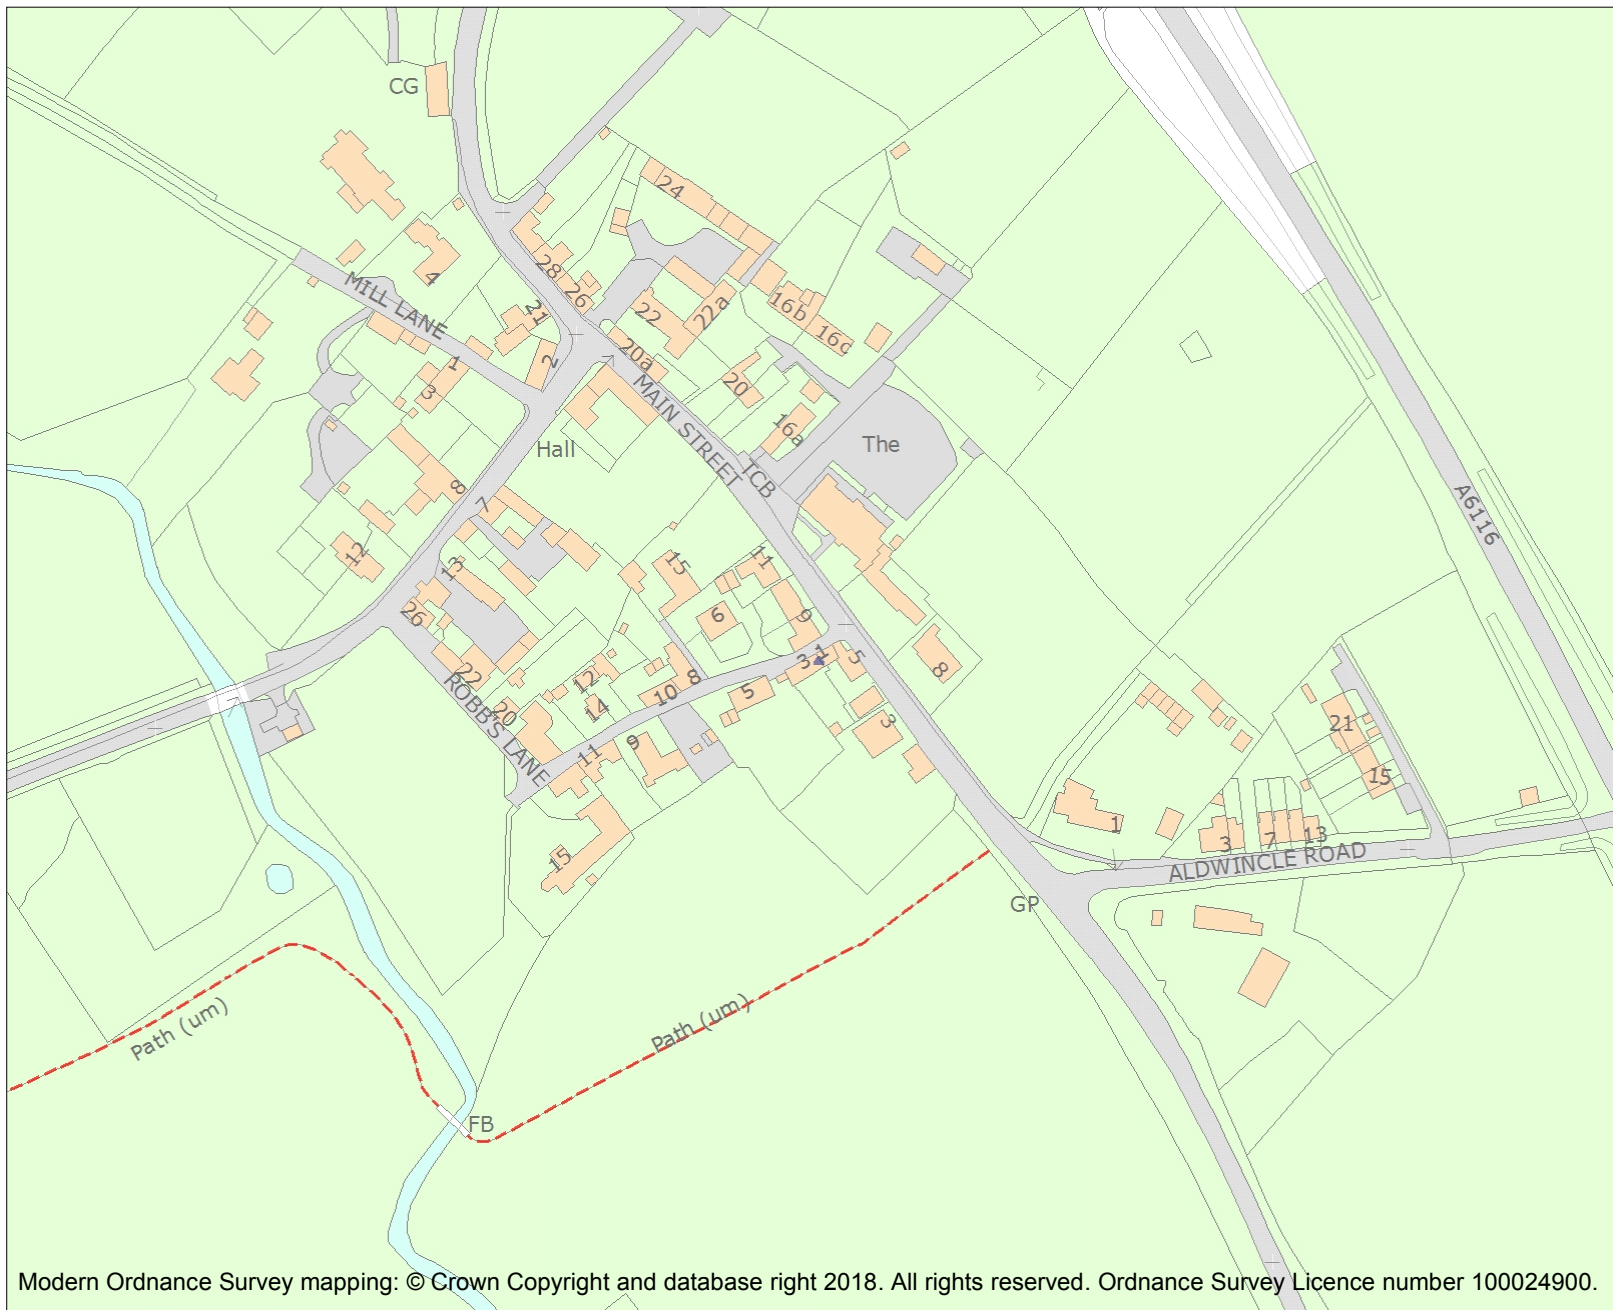 CG
24
4
MILL LANE
28
26
21
22
22a
16b
16c
2
20a
1
3
20
MAIN STREET
16a
Hall
The
TCB
8
7
A6116
12
13
15
11
26
6
9
1
3
5
8
22
12
8
10
5
14
20
ROBB'S LANE
3
11
9
21
15
1
3
7
13
15
ALDWINCLE ROAD
GP
Path (um)
Path (um)
FB
Modern Ordnance Survey mapping: © Crown Copyright and database right 2018. All rights reserved. Ordnance Survey Licence number 100024900.